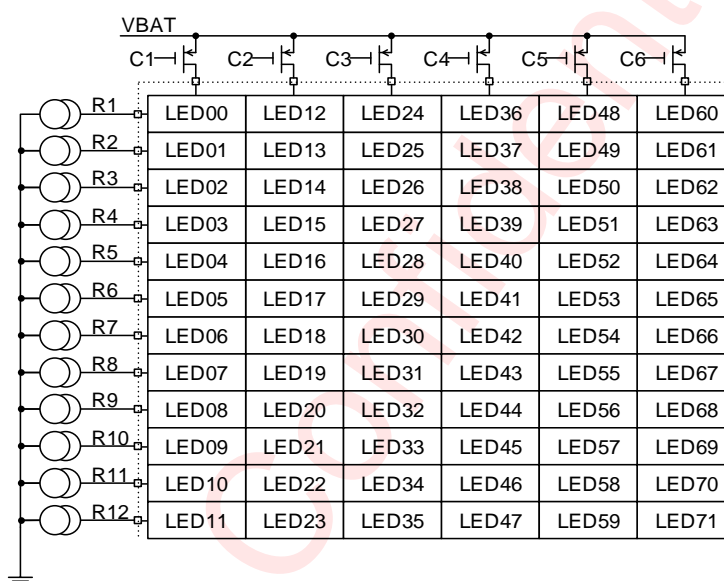 VBAT
C1 C2 C3 C4 C5 C6
R1 LED00 LED12 LED24 LED36 LED48 LED60
R2 LED01 LED13 LED25 LED37 LED49 LED61
R3 LED02 LED14 LED26 LED38 LED50 LED62
R4 LED03 LED15 LED27 LED39 LED51 LED63
R5 LED04 LED16 LED28 LED40 LED52 LED64
R6 LED05 LED17 LED29 LED41 LED53 LED65
R7 LED06 LED18 LED30 LED42 LED54 LED66
R8 LED07 LED19 LED31 LED43 LED55 LED67
R9 LED08 LED20 LED32 LED44 LED56 LED68
R10 LED09 LED21 LED33 LED45 LED57 LED69
R11 LED10 LED22 LED34 LED46 LED58 LED70
R12 LED11 LED23 LED35 LED47 LED59 LED71
Confident